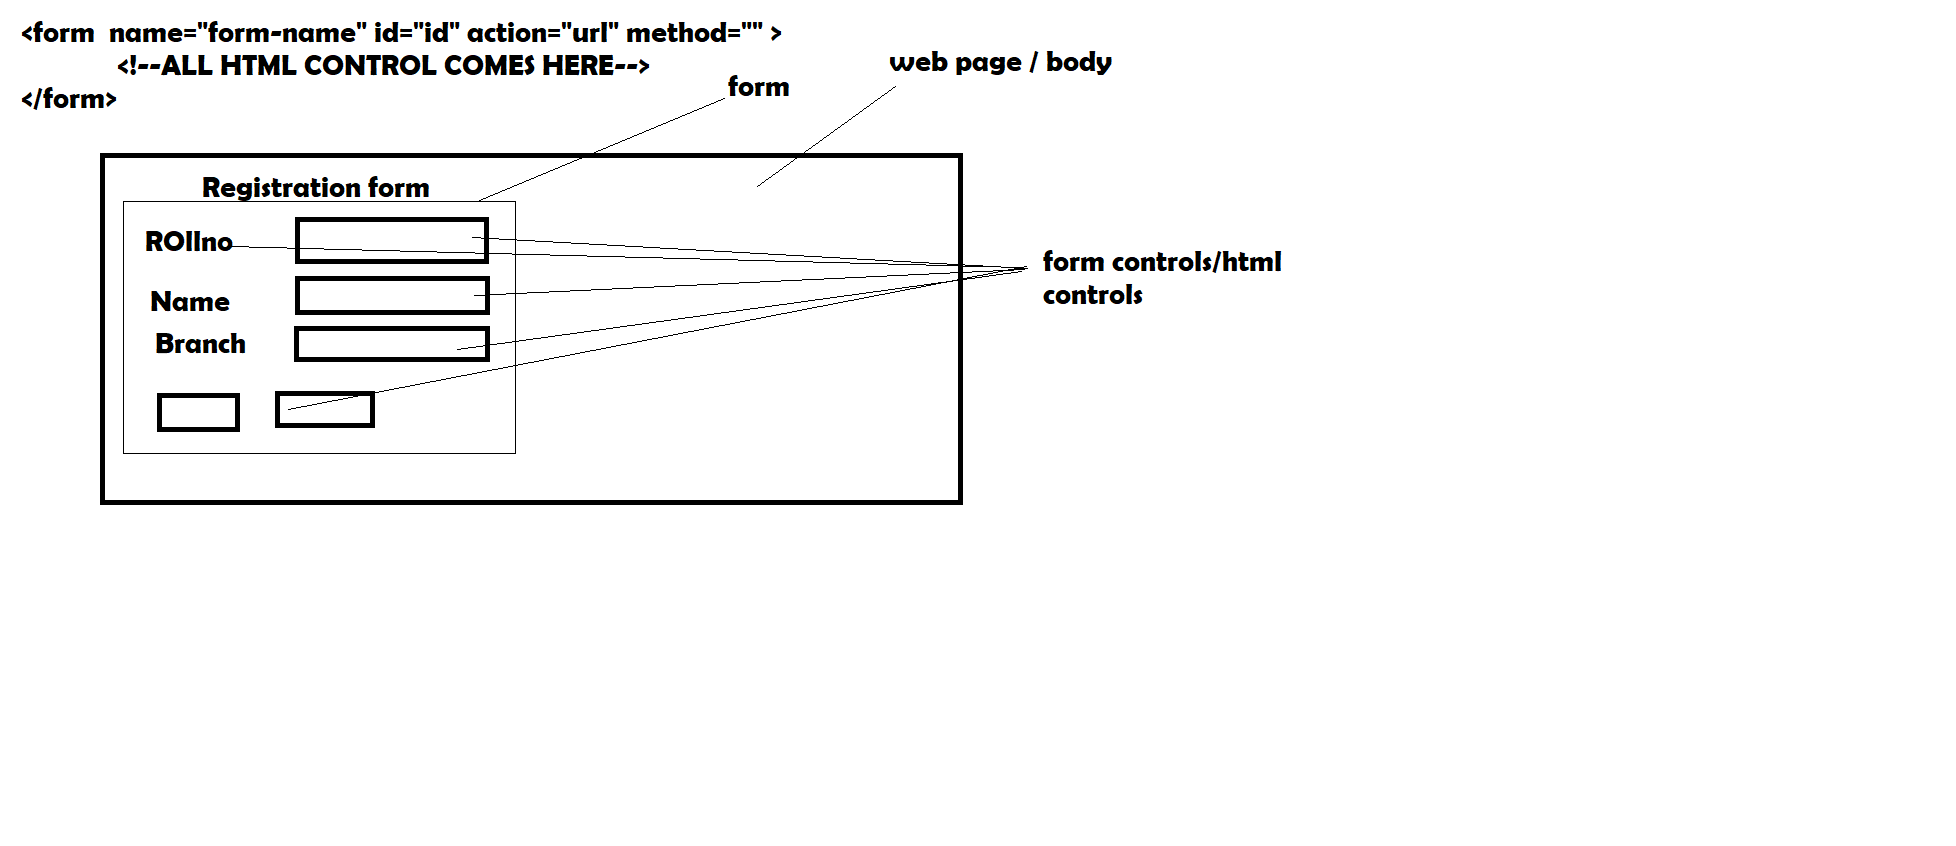 <form  name="form-name" id="id" action="url" method="" >
<!--ALL HTML CONTROL COMES HERE-->
</form>
form
web page / body
Registration form
ROllno
Name
Branch
form controls/html
controls